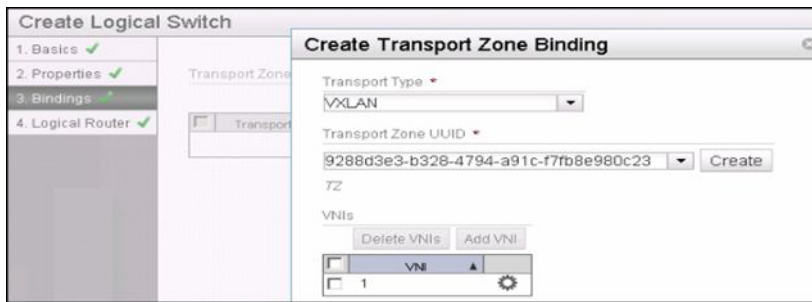 Create Logical Switch
1. Basics ✔
2. Properties ✔
3. Bindings ✔
4. Logical Router ✔
Transport Zone
Transport
Create Transport Zone Binding
Transport Type *
VXLAN
Transport Zone UUID *
9288d3e3-b328-4794-a91c-f7fb8e980c23
Create
TZ
VNIs
Delete VNIs
Add VNI
VNI
1